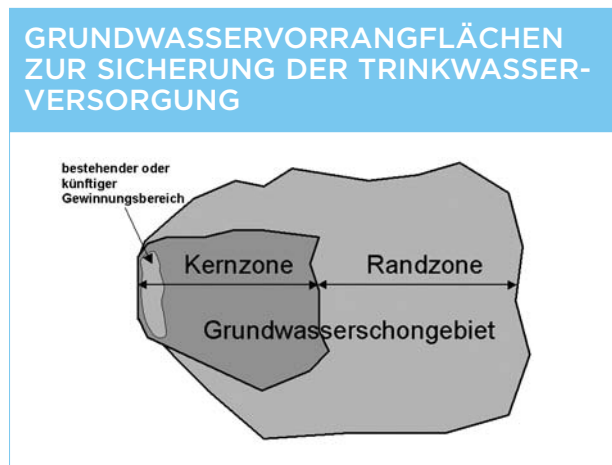 GRUNDWASSERVORRANGFLÄCHEN
ZUR SICHERUNG DER TRINKWASSER-
VERSORGUNG
bestehender oder
künftiger
Gewinnungsbereich
Kernzone
Randzone
Grundwasserschongebiet